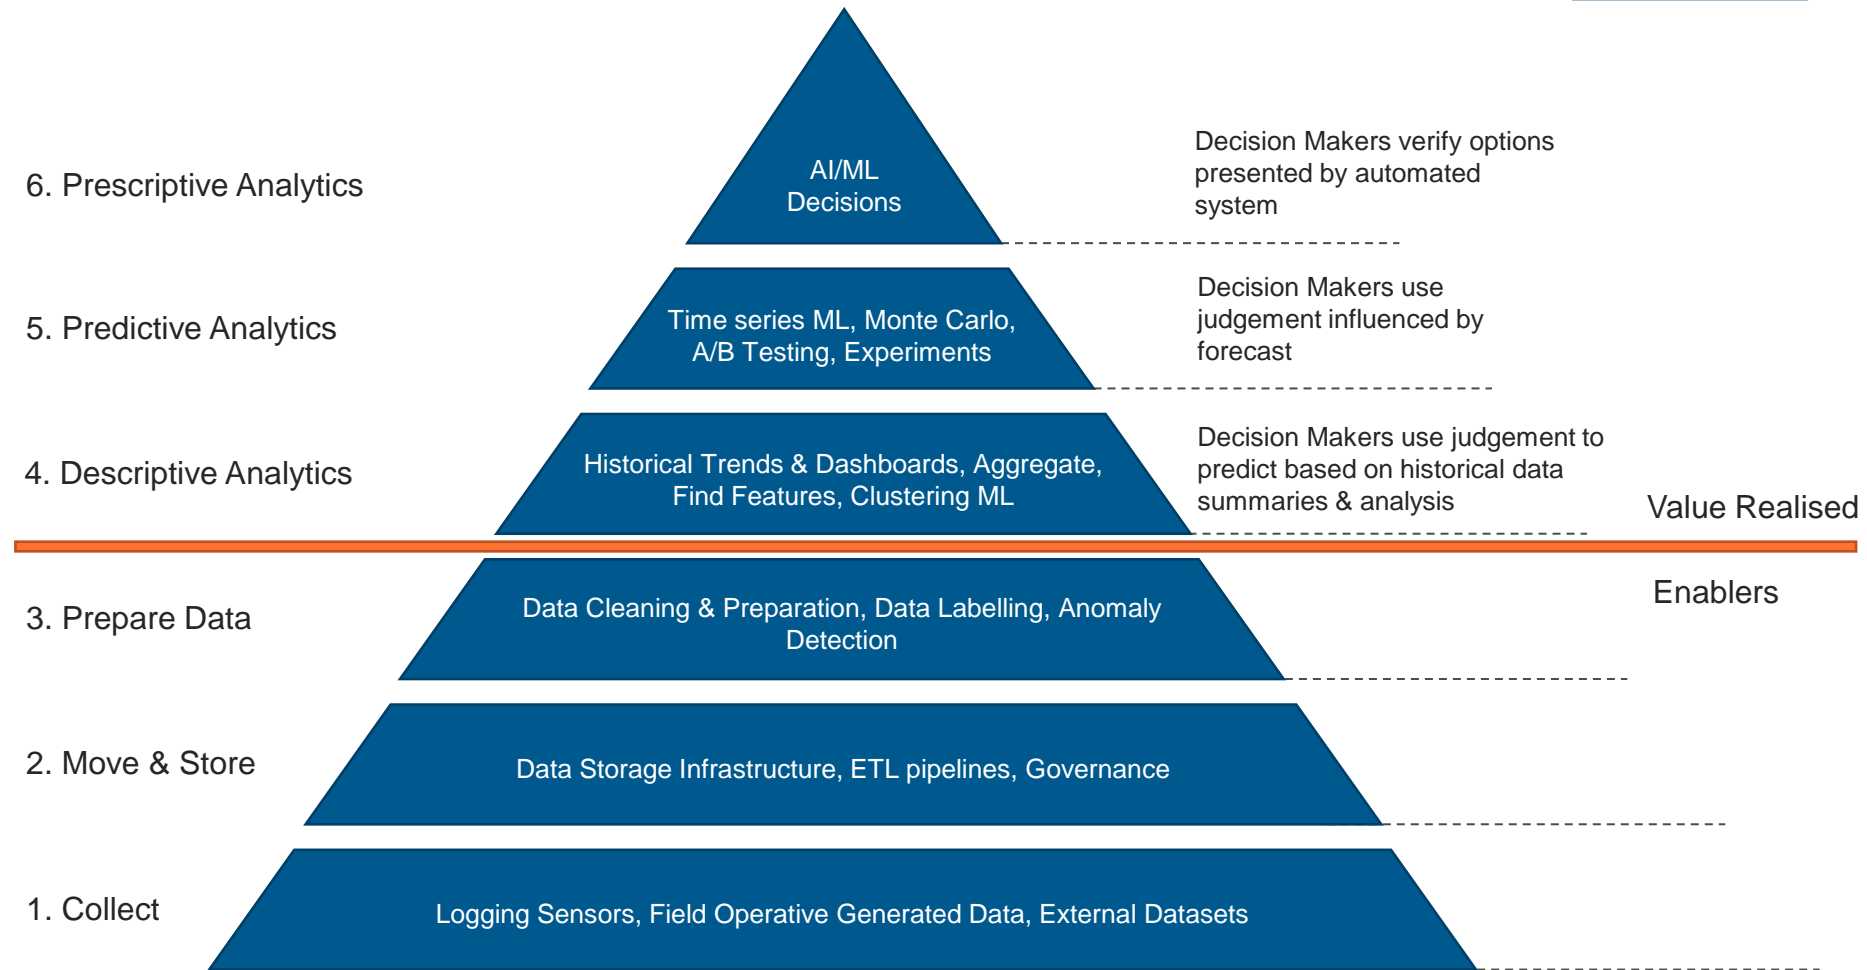 6. Prescriptive Analytics
AI/ML
Decisions
Decision Makers verify options
presented by automated
system
5. Predictive Analytics
Time series ML, Monte Carlo,
A/B Testing, Experiments
Decision Makers use
judgement influenced by
forecast
4. Descriptive Analytics
Historical Trends & Dashboards, Aggregate,
Find Features, Clustering ML
Decision Makers use judgement to
predict based on historical data
summaries & analysis
Value Realised
Enablers
3. Prepare Data
Data Cleaning & Preparation, Data Labelling, Anomaly
Detection
2. Move & Store
Data Storage Infrastructure, ETL pipelines, Governance
1. Collect
Logging Sensors, Field Operative Generated Data, External Datasets